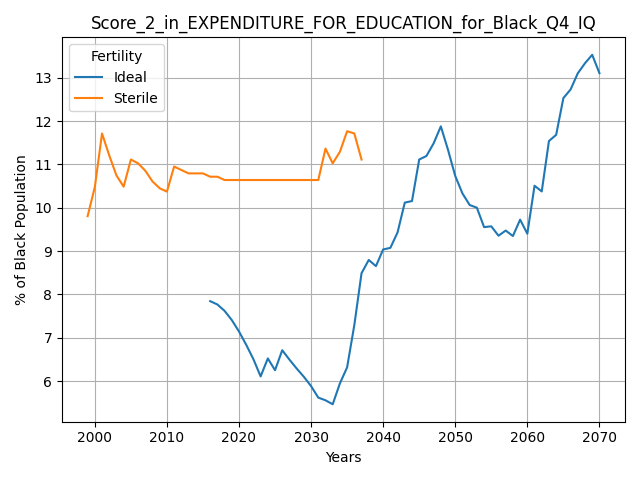 Score_2_in_EXPENDITURE_FOR_EDUCATION_for_Black_Q4_IQ
Fertility
Ideal
Sterile
% of Black Population
13
12
11
10
9
8
7
6
2000 2010 2020 2030 2040 2050 2060 2070
Years